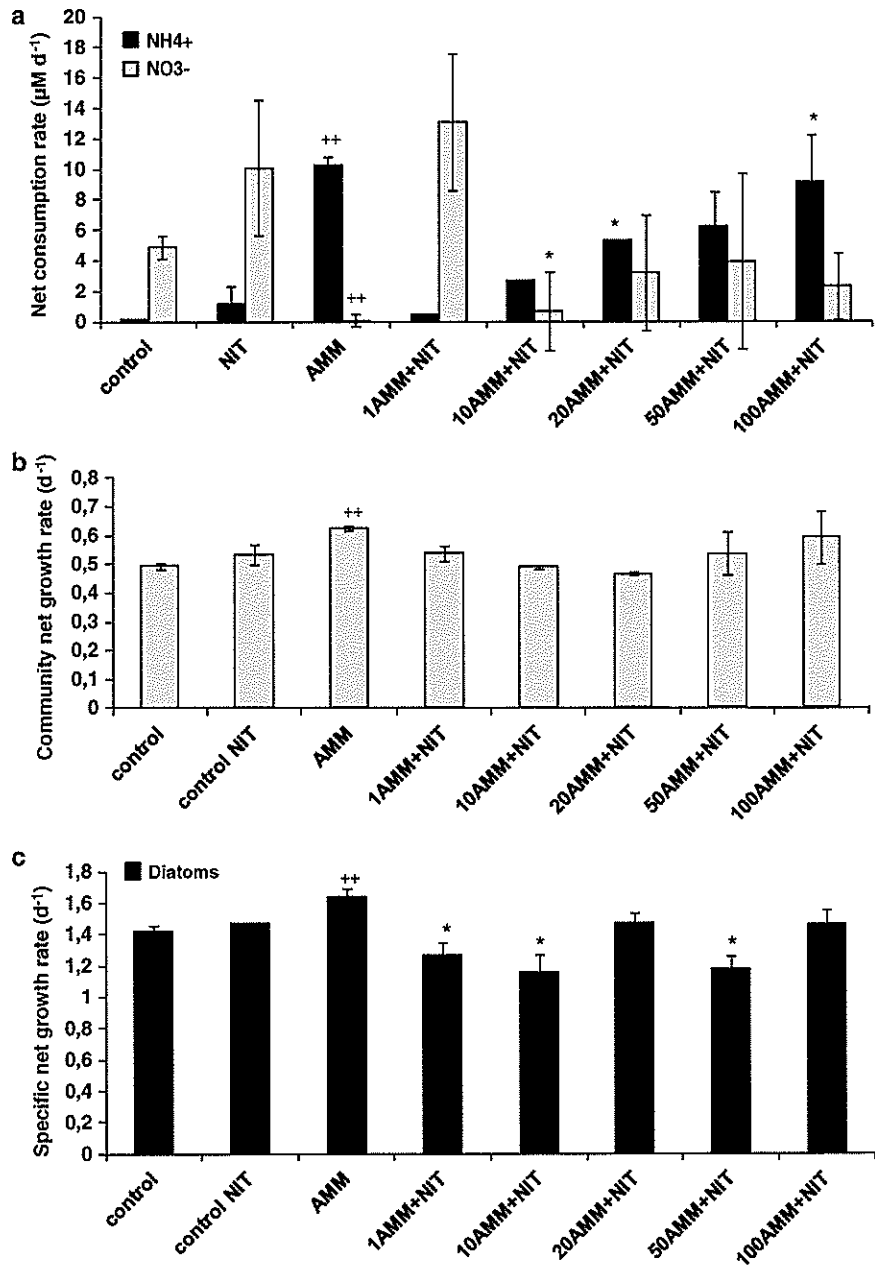 a
Net consumption rate (µM d-1)
20
18
16
14
12
10
8
6
4
2
0
NH4+
NO3-
++
++
*
*
*
control
NIT
AMM
1AMM+NIT
10AMM+NIT
20AMM+NIT
50AMM+NIT
100AMM+NIT
b
Community net growth rate (d-1)
0,8
0,7
0,6
0,5
0,4
0,3
0,2
0,1
0
++
control
control NIT
AMM
1AMM+NIT
10AMM+NIT
20AMM+NIT
50AMM+NIT
100AMM+NIT
c
Specific net growth rate (d-1)
1,8
1,6
1,4
1,2
1
0,8
0,6
0,4
0,2
0
Diatoms
++
*
*
*
control
control NIT
AMM
1AMM+NIT
10AMM+NIT
20AMM+NIT
50AMM+NIT
100AMM+NIT